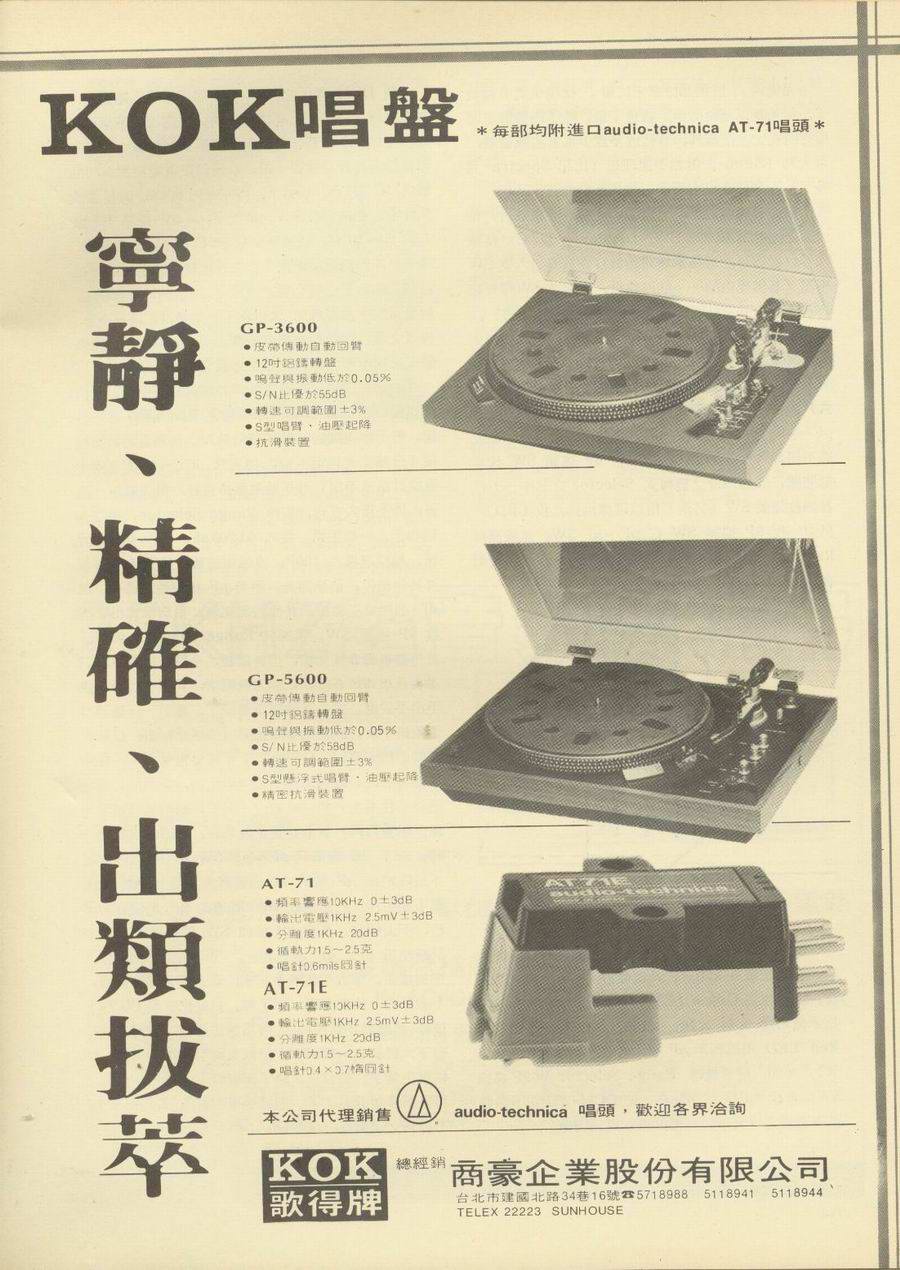 KOK唱盤
＊每部均附進口audio-technica AT-71唱頭＊
寧靜、精確、出類拔萃
GP-3600
●皮帶傳動自動回臂
●12吋鋁鑄轉盤
●鳴聲與振動低於0.05%
●S/N比優於55dB
●轉速可調範圍±3%
●S型唱臂、油壓起降
●抗滑裝置
GP-5600
●皮帶傳動自動回臂
●12吋鋁鑄轉盤
●鳴聲與振動低於0.05%
●S/N比優於58dB
●轉速可調範圍±3%
●S型懸浮式唱臂・油壓起降
●精密抗滑裝置
AT-71
●頻率響應10KHz 0±3dB
●輸出電壓1KHz 2.5mV±3dB
●分離度1KHz 20dB
●循軌力1.5～2.5克
●唱針0.6mils圓針
AT-71E
●頻率響應10KHz 0±3dB
●輸出電壓1KHz 2.5mV±3dB
●分離度1KHz 20dB
●循軌力1.5～2.5克
●唱針0.4×0.7橢圓針
AT-71E
audio-technica
本公司代理銷售 audio-technica 唱頭，歡迎各界洽詢
KOK
歌得牌
總經銷 商豪企業股份有限公司
台北市建國北路34巷16號☎5718988 5118941 5118944
TELEX 22223 SUNHOUSE